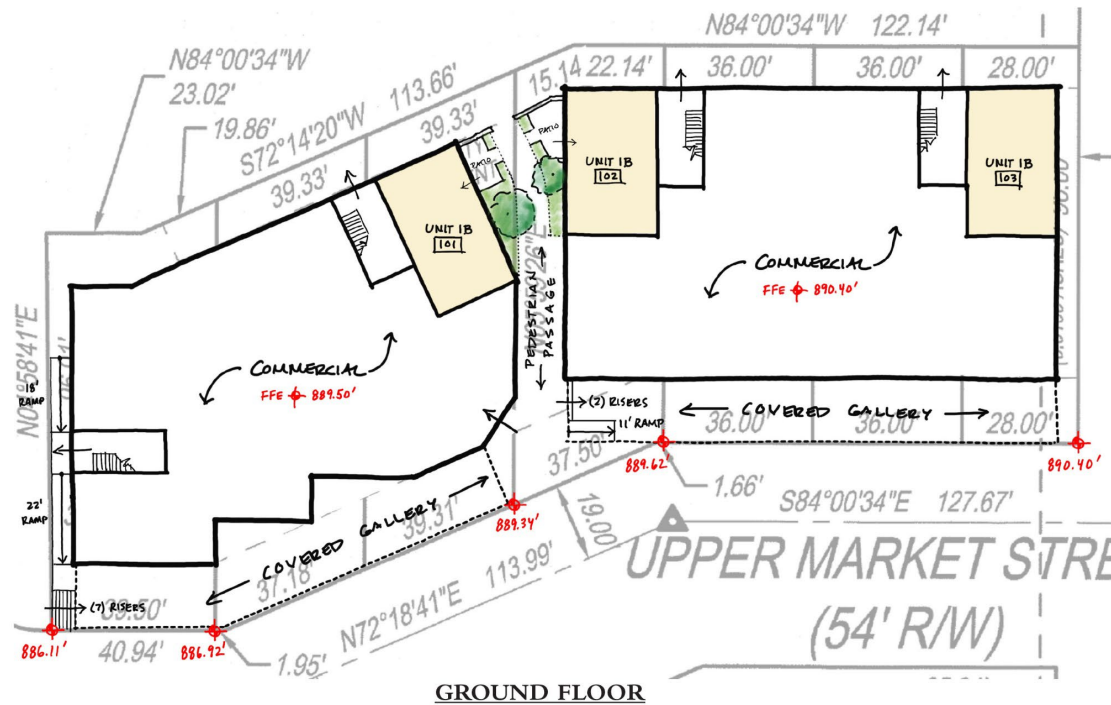 N84°00'34"W 122.14'
N84°00'34"W
23.02'
19.86'
S72°14'20"W 113.66'
39.33'
39.33'
15.14
22.14'
36.00'
36.00'
28.00'
PATIO
PATIO
UNIT 1B
101
UNIT 1B
102
UNIT 1B
103
COMMERCIAL
FFE 890.40'
COMMERCIAL
FFE 889.50'
PEDESTRIAN
PASSAGE
90.00
18'
RAMP
22'
RAMP
(2) RISERS
11' RAMP
COVERED GALLERY
36.00'
36.00'
28.00'
37.50'
889.62'
890.40'
1.66'
S84°00'34"E 127.67'
19.00
889.34'
COVERED GALLERY
39.31'
37.18'
N72°18'41"E 113.99'
(7) RISERS
39.50'
40.94'
886.11'
886.92'
1.95'
UPPER MARKET STRE
(54' R/W)
GROUND FLOOR